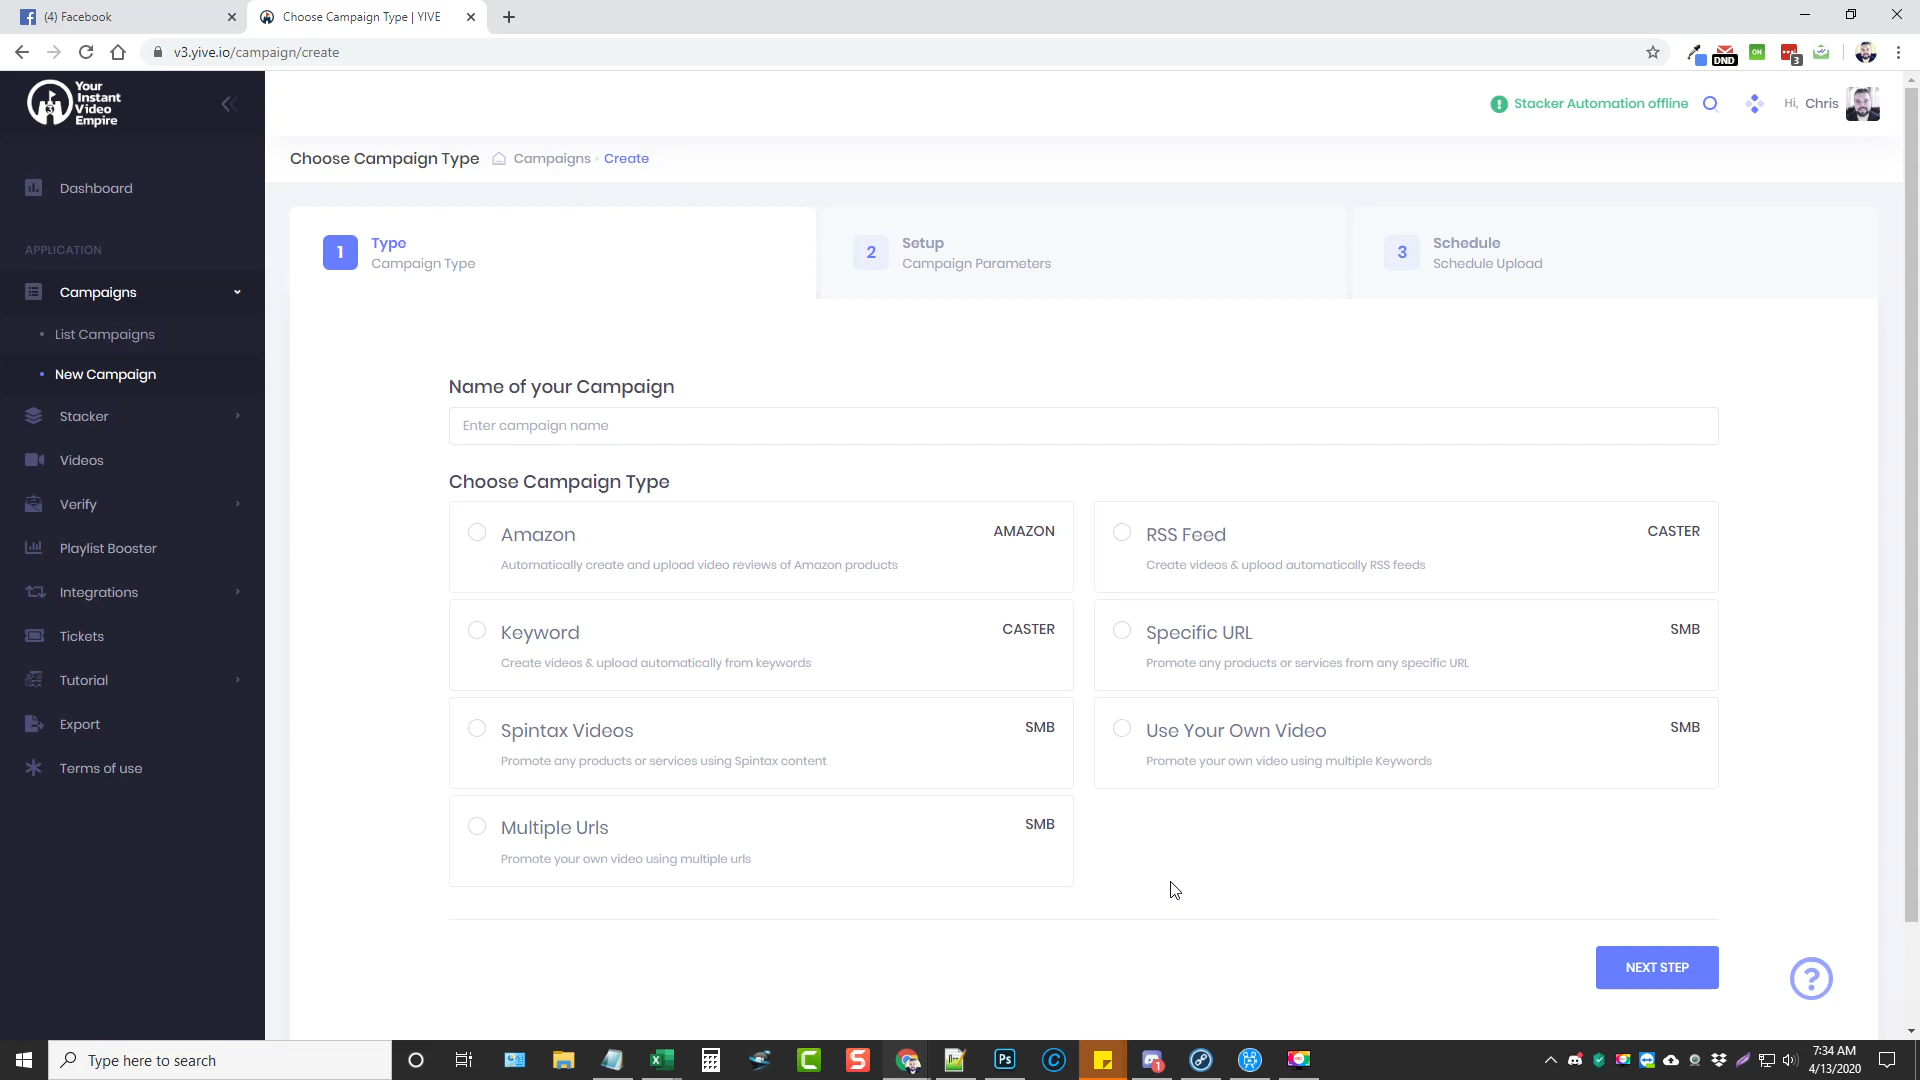 (4) Facebook
Choose Campaign Type | YIVE
v3.yive.io/campaign/create
DND
ON
3
Your
Instant
Video
Empire
Stacker Automation offline
Hi, Chris
Choose Campaign Type
Campaigns
Create
Dashboard
APPLICATION
Campaigns
List Campaigns
New Campaign
Stacker
Videos
Verify
Playlist Booster
Integrations
Tickets
Tutorial
Export
Terms of use
1
Type
Campaign Type
2
Setup
Campaign Parameters
3
Schedule
Schedule Upload
Name of your Campaign
Enter campaign name
Choose Campaign Type
Amazon
AMAZON
Automatically create and upload video reviews of Amazon products
RSS Feed
CASTER
Create videos & upload automatically RSS feeds
Keyword
CASTER
Create videos & upload automatically from keywords
Specific URL
SMB
Promote any products or services from any specific URL
Spintax Videos
SMB
Promote any products or services using Spintax content
Use Your Own Video
SMB
Promote your own video using multiple Keywords
Multiple Urls
SMB
Promote your own video using multiple urls
NEXT STEP
?
Type here to search
Ps
1
7:34 AM
4/13/2020